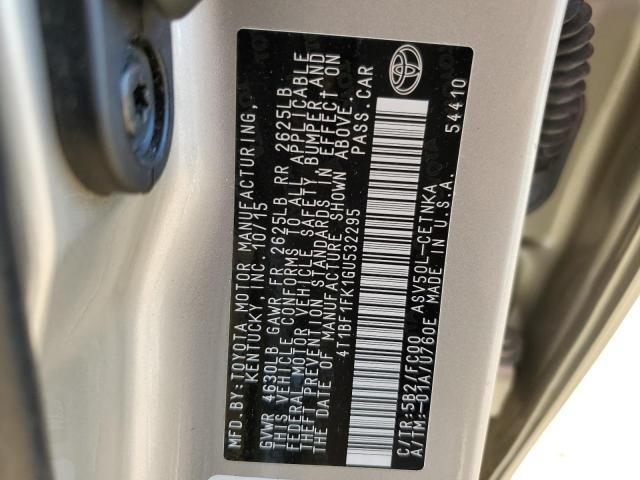 MFD.BY: TOYOTA MOTOR MANUFACTURING,
KENTUCKY, INC. 10/15
GVWR 4630LB GAWR FR 2625LB RR 2625LB
THIS VEHICLE CONFORMS TO ALL APPLICABLE
FEDERAL MOTOR VEHICLE SAFETY, BUMPER AND
THEFT PREVENTION STANDARDS IN EFFECT ON
THE DATE OF MANUFACTURE SHOWN ABOVE.
4T1BF1FK1GU532295 PASS.CAR
C/TR:5B2/FC00 ASV50L-CETNKA
A/TM:-01A/U760E MADE IN U.S.A.
54410